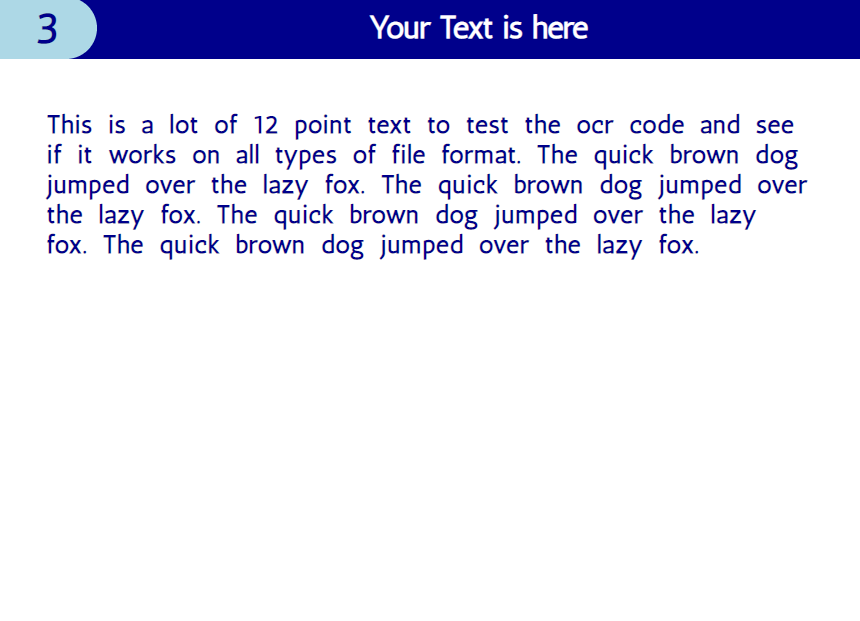 3
Your Text is here
This is a lot of 12 point text to test the ocr code and see
if it works on all types of file format. The quick brown dog
jumped over the lazy fox. The quick brown dog jumped over
the lazy fox. The quick brown dog jumped over the lazy
fox. The quick brown dog jumped over the lazy fox.